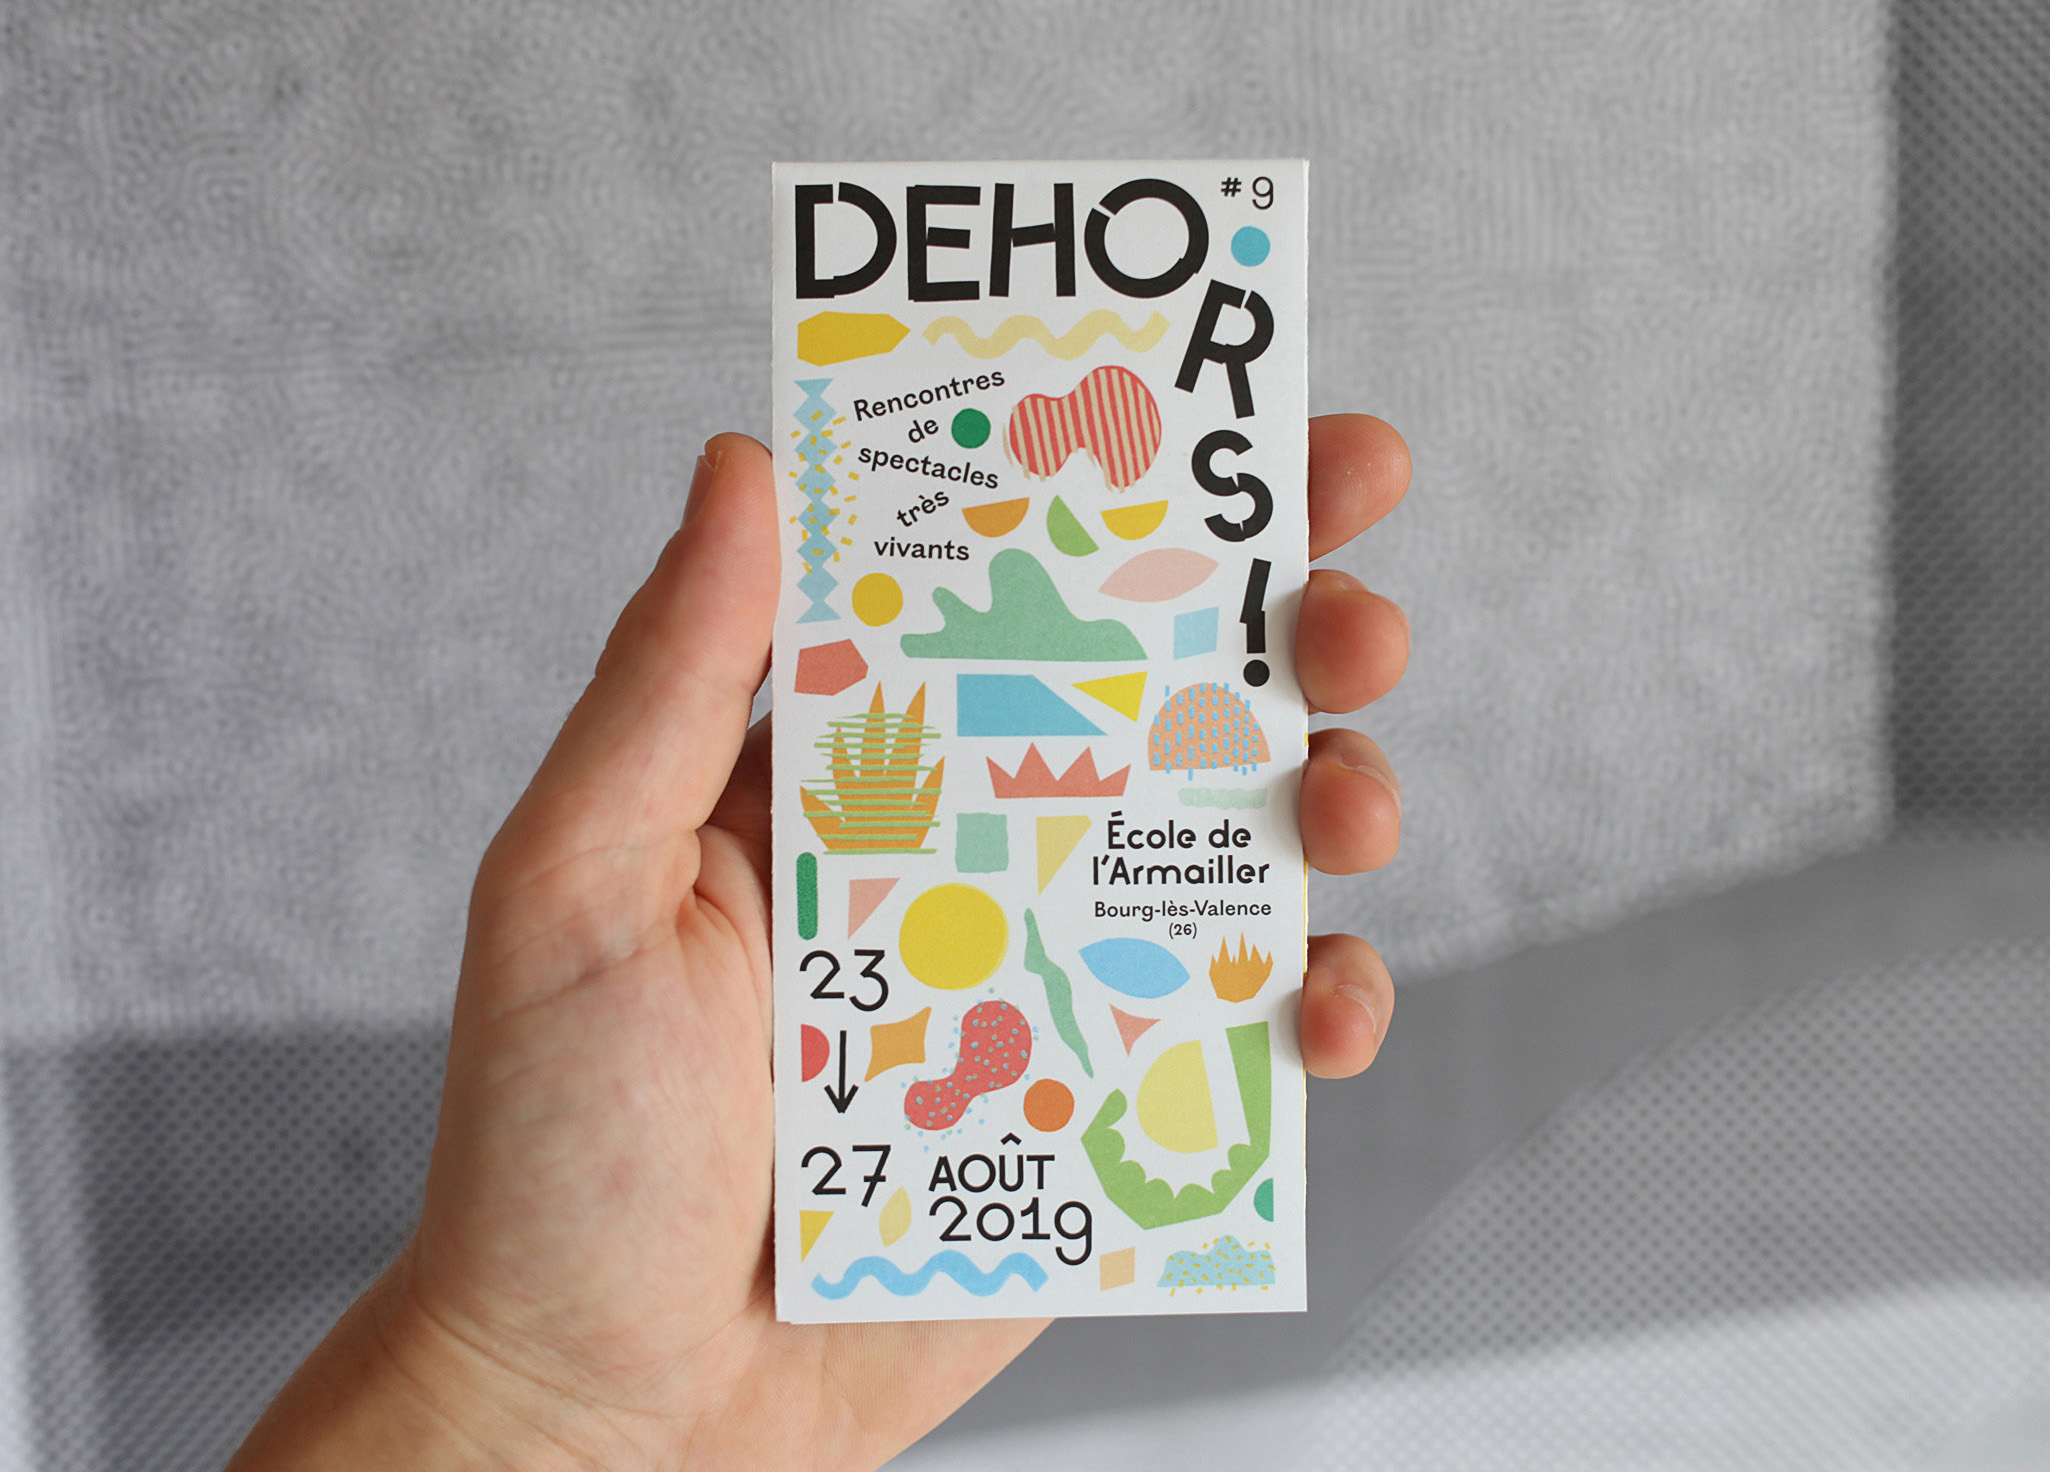 DEHORS!
#9
Rencontres
de
spectacles
très
vivants
École de
l'Armailler
Bourg-lès-Valence
(26)
23
↓
27 AOÛT
2019